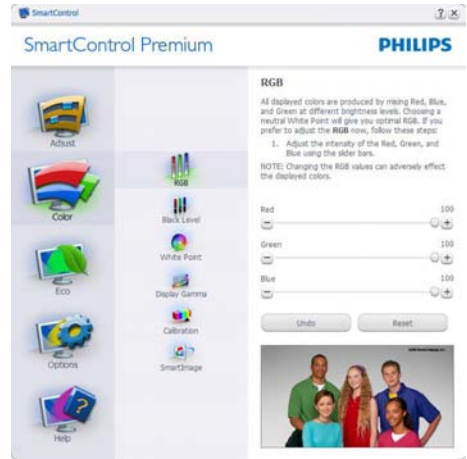 SmartControl
SmartControl Premium
PHILIPS
Adjust
Color
Eco
Options
Help
RGB
Black Level
White Point
Display Gamma
Calibration
SmartImage
RGB
All displayed colors are produced by mixing Red, Blue,
and Green at different brightness levels. Choosing a
neutral White Point will give you optimal RGB. If you
prefer to adjust the RGB now, follow these steps:
1. Adjust the intensity of the Red, Green, and
Blue using the slider bars.
NOTE: Changing the RGB values can adversely effect
the displayed colors.
Red 100
Green 100
Blue 100
Undo Reset